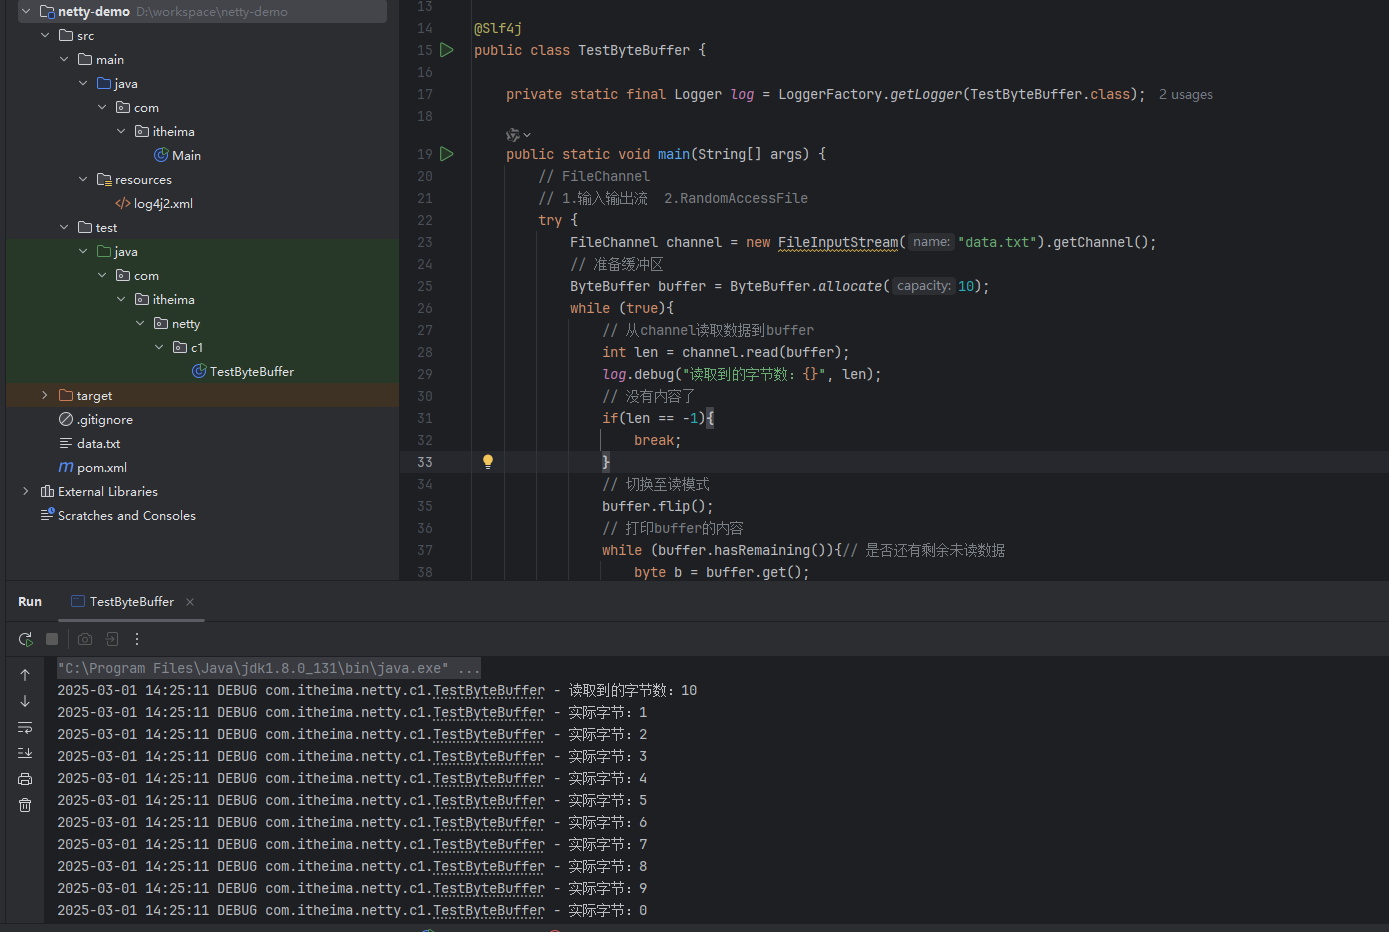 netty-demo D:\workspace\netty-demo
src
main
java
com
itheima
Main
resources
</> log4j2.xml
test
java
com
itheima
netty
c1
TestByteBuffer
target
.gitignore
data.txt
m pom.xml
External Libraries
Scratches and Consoles
13
14 @Slf4j
15 public class TestByteBuffer {
16
17 private static final Logger log = LoggerFactory.getLogger(TestByteBuffer.class); 2 usages
18
19 public static void main(String[] args) {
20 // FileChannel
21 // 1.输入输出流 2.RandomAccessFile
22 try {
23 FileChannel channel = new FileInputStream( name: "data.txt").getChannel();
24 // 准备缓冲区
25 ByteBuffer buffer = ByteBuffer.allocate( capacity: 10);
26 while (true){
27 // 从channel读取数据到buffer
28 int len = channel.read(buffer);
29 log.debug("读取到的字节数：{}", len);
30 // 没有内容了
31 if(len == -1){
32 break;
33 }
34 // 切换至读模式
35 buffer.flip();
36 // 打印buffer的内容
37 while (buffer.hasRemaining()){// 是否还有剩余未读数据
38 byte b = buffer.get();
Run TestByteBuffer ×
"C:\Program Files\Java\jdk1.8.0_131\bin\java.exe" ...
2025-03-01 14:25:11 DEBUG com.itheima.netty.c1.TestByteBuffer - 读取到的字节数：10
2025-03-01 14:25:11 DEBUG com.itheima.netty.c1.TestByteBuffer - 实际字节：1
2025-03-01 14:25:11 DEBUG com.itheima.netty.c1.TestByteBuffer - 实际字节：2
2025-03-01 14:25:11 DEBUG com.itheima.netty.c1.TestByteBuffer - 实际字节：3
2025-03-01 14:25:11 DEBUG com.itheima.netty.c1.TestByteBuffer - 实际字节：4
2025-03-01 14:25:11 DEBUG com.itheima.netty.c1.TestByteBuffer - 实际字节：5
2025-03-01 14:25:11 DEBUG com.itheima.netty.c1.TestByteBuffer - 实际字节：6
2025-03-01 14:25:11 DEBUG com.itheima.netty.c1.TestByteBuffer - 实际字节：7
2025-03-01 14:25:11 DEBUG com.itheima.netty.c1.TestByteBuffer - 实际字节：8
2025-03-01 14:25:11 DEBUG com.itheima.netty.c1.TestByteBuffer - 实际字节：9
2025-03-01 14:25:11 DEBUG com.itheima.netty.c1.TestByteBuffer - 实际字节：0